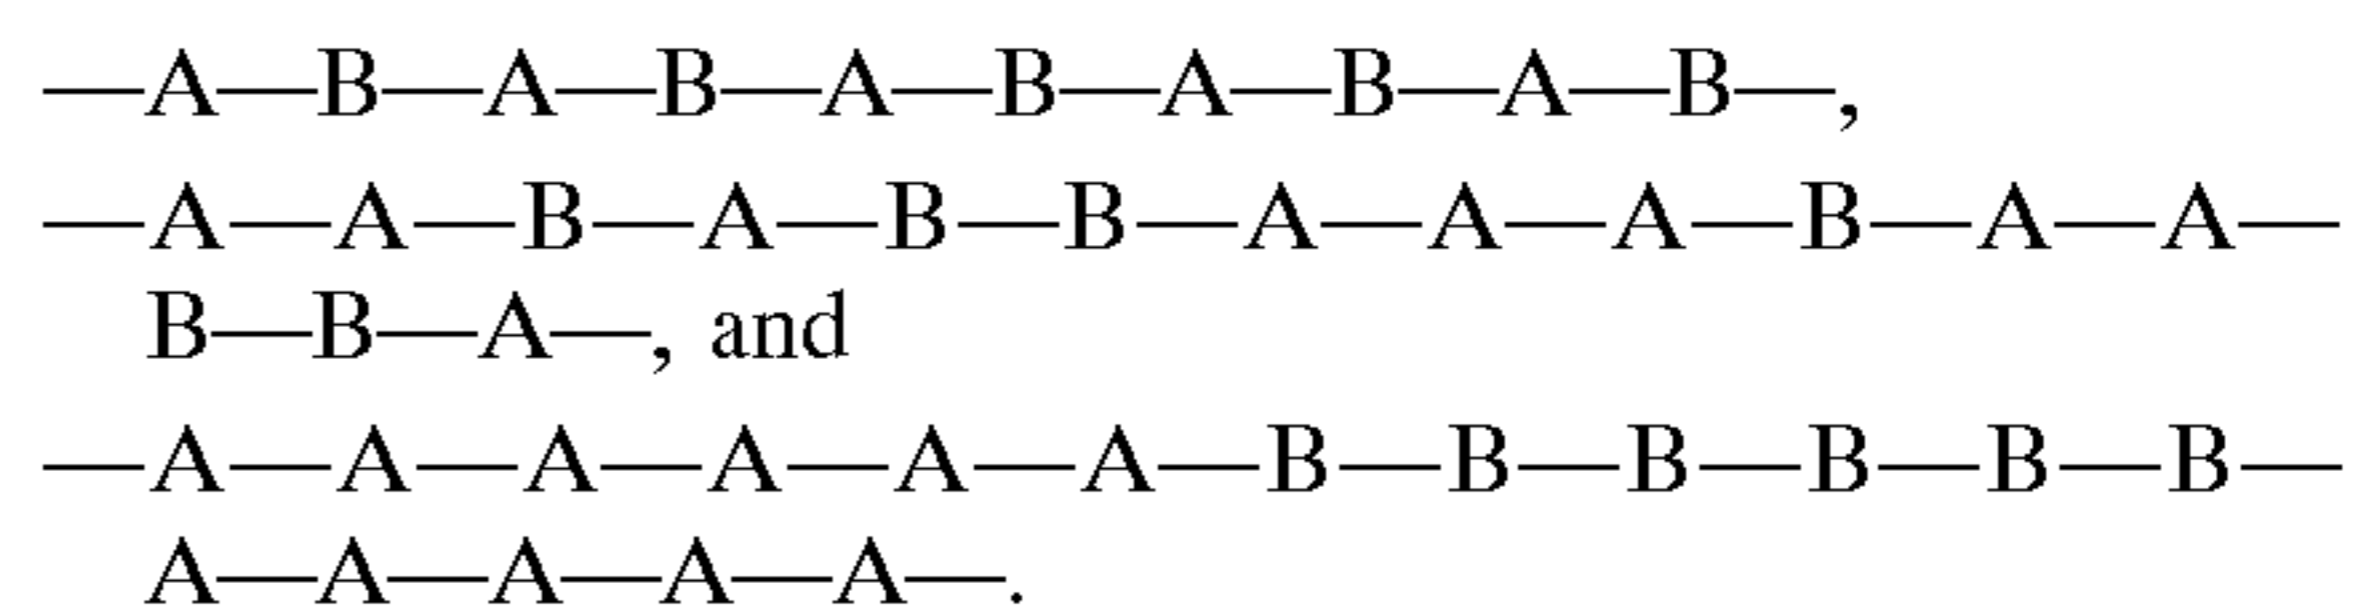 —A—B—A—B—A—B—A—B—A—B—,
—A—A—B—A—B—B—A—A—A—B—A—A—
B—B—A—, and
—A—A—A—A—A—A—B—B—B—B—B—B—
A—A—A—A—A—.